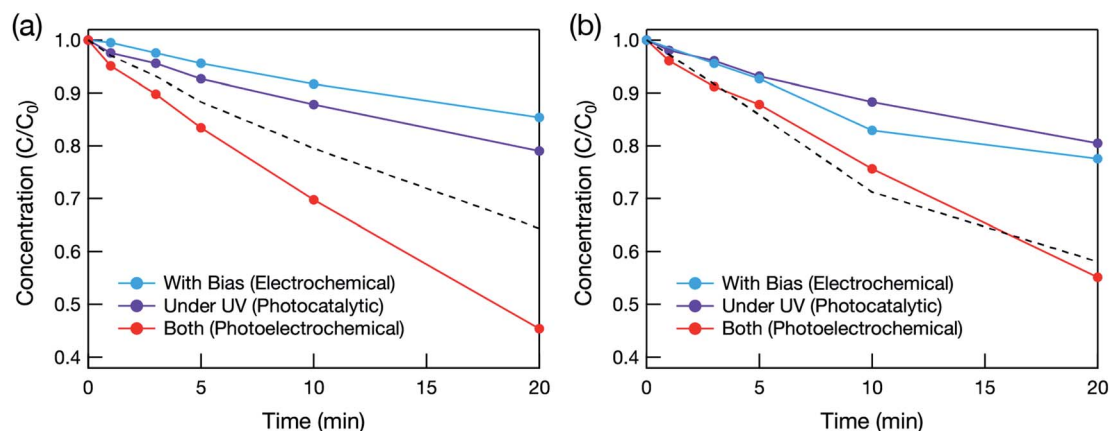 (a)
1.0
0.9
0.8
0.7
0.6
0.5
0.4
Concentration (C/C₀)
With Bias (Electrochemical)
Under UV (Photocatalytic)
Both (Photoelectrochemical)
0 5 10 15 20
Time (min)
(b)
1.0
0.9
0.8
0.7
0.6
0.5
0.4
Concentration (C/C₀)
With Bias (Electrochemical)
Under UV (Photocatalytic)
Both (Photoelectrochemical)
0 5 10 15 20
Time (min)